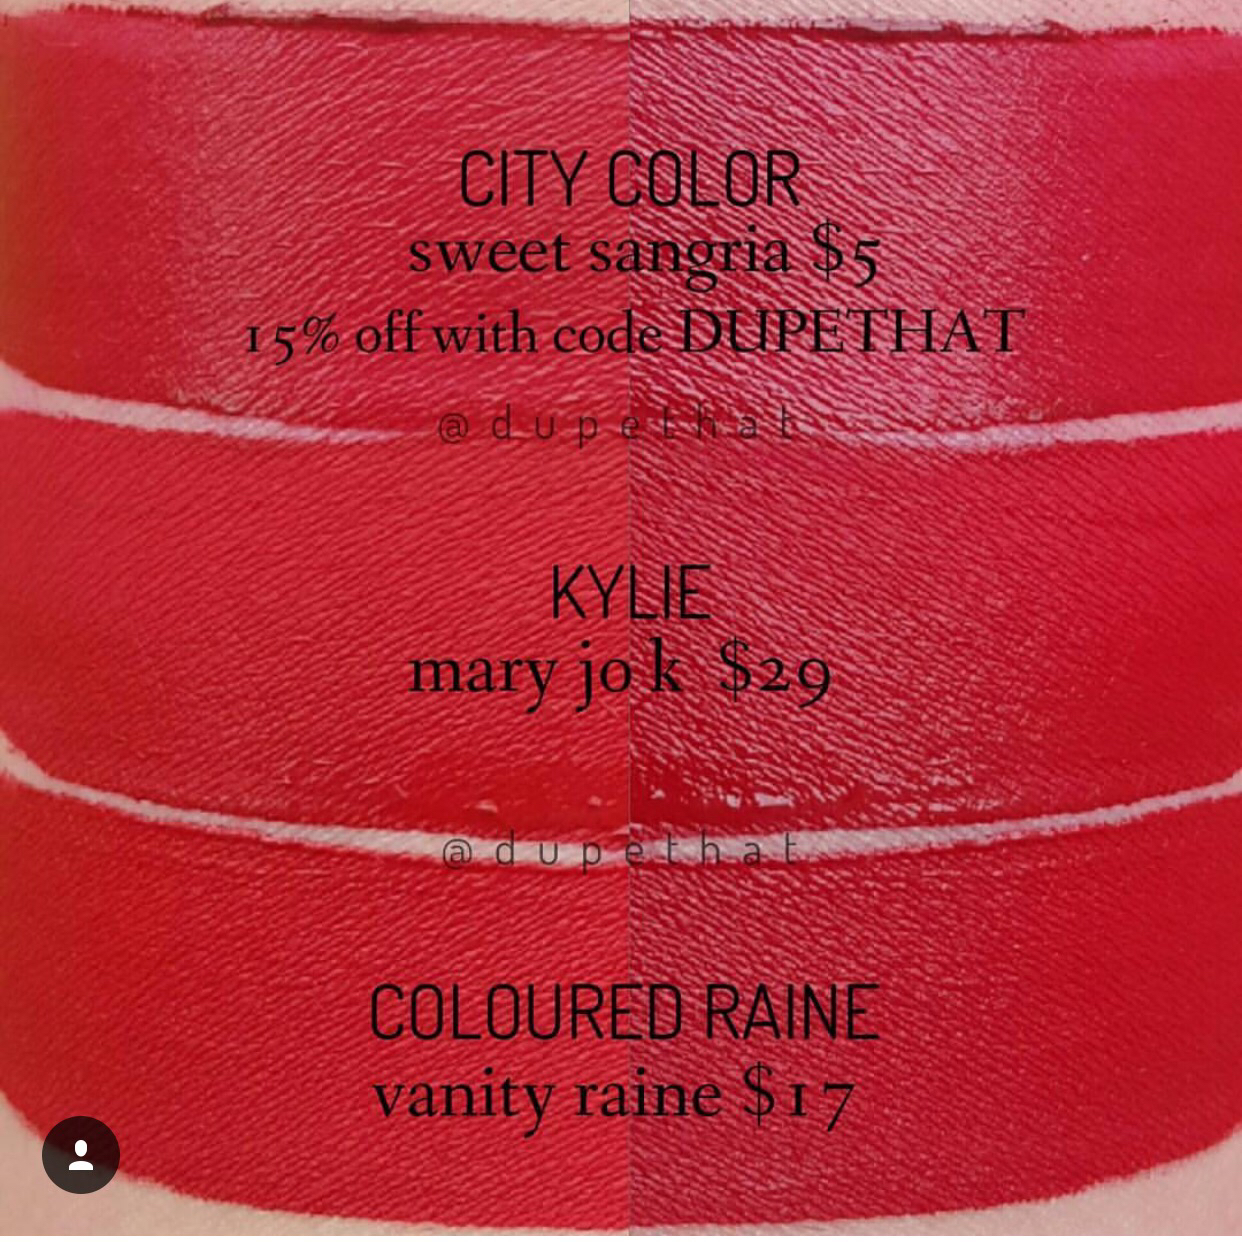 CITY COLOR
sweet sangria $5
15% off with code DUPETHAT
@dupethat
KYLIE
mary jo k $29
@dupethat
COLOURED RAINE
vanity raine $17